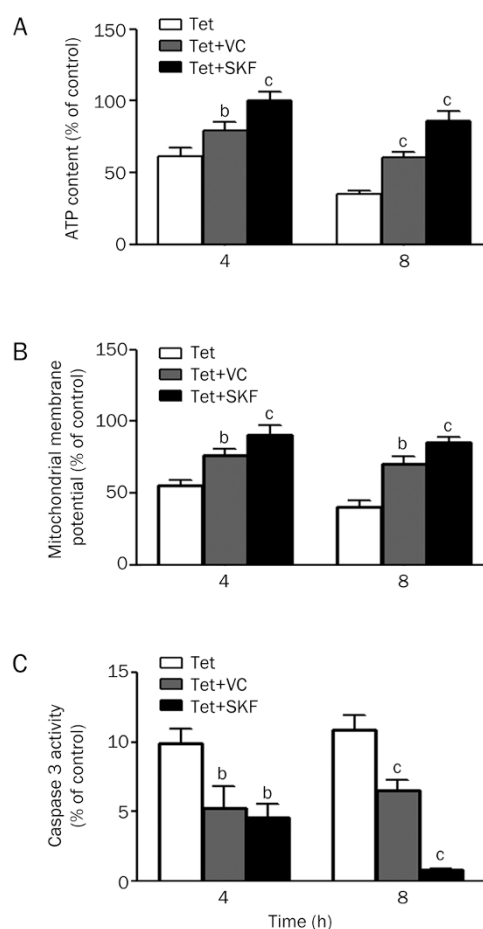 A
150
100
50
0
ATP content (% of control)
Tet
Tet+VC
Tet+SKF
b
c
c
c
4
8
B
150
100
50
0
Mitochondrial membrane
potential (% of control)
Tet
Tet+VC
Tet+SKF
b
c
b
c
4
8
C
15
10
5
0
Caspase 3 activity
(% of control)
Tet
Tet+VC
Tet+SKF
b
b
c
c
4
8
Time (h)